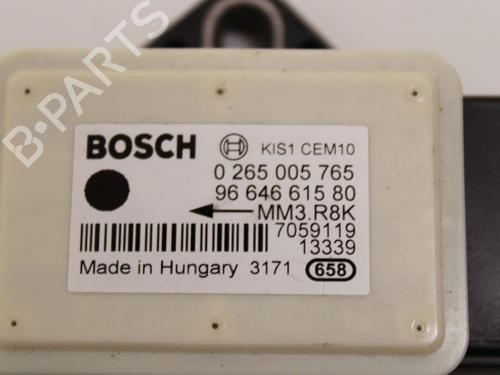 B-PARTS
BOSCH KIS1 CEM10
0 265 005 765
96 646 615 80
MM3.R8K
7059119
13339
Made in Hungary 3171 658